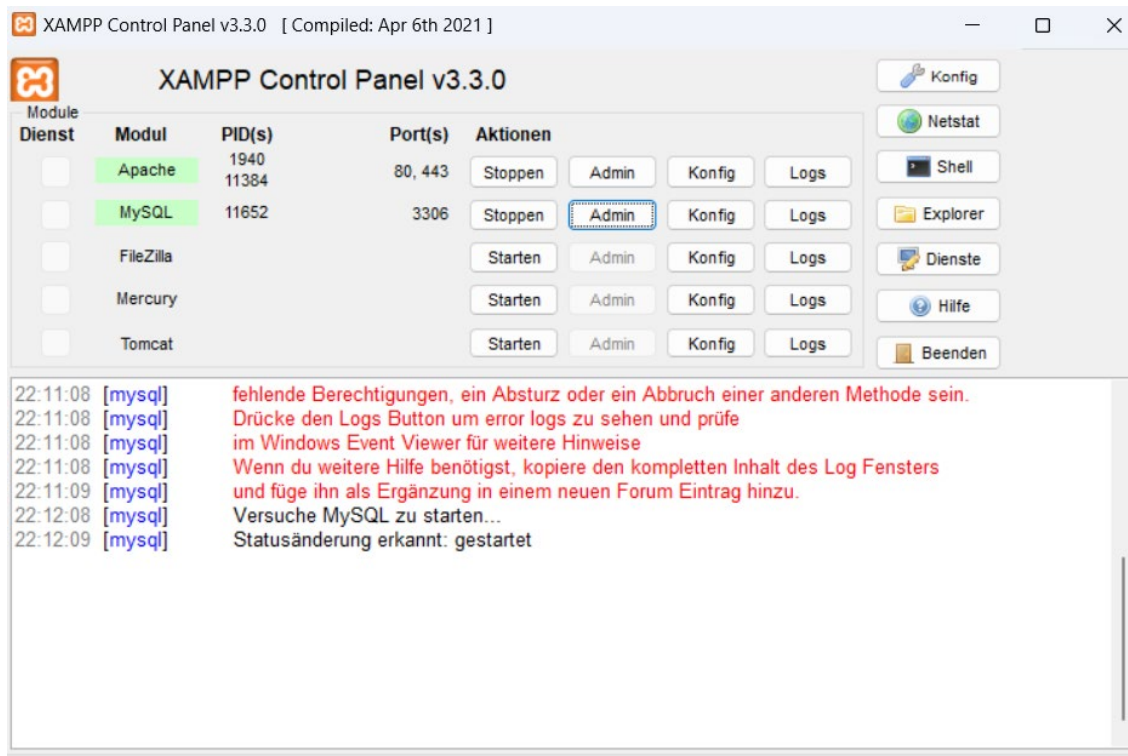 XAMPP Control Panel v3.3.0 [ Compiled: Apr 6th 2021 ]
XAMPP Control Panel v3.3.0
Konfig
Module
Dienst Modul PID(s) Port(s) Aktionen
Netstat
Apache 1940 11384 80, 443 Stoppen Admin Konfig Logs
Shell
MySQL 11652 3306 Stoppen Admin Konfig Logs
Explorer
FileZilla Starten Admin Konfig Logs
Dienste
Mercury Starten Admin Konfig Logs
Hilfe
Tomcat Starten Admin Konfig Logs
Beenden
22:11:08 [mysql] fehlende Berechtigungen, ein Absturz oder ein Abbruch einer anderen Methode sein.
22:11:08 [mysql] Drücke den Logs Button um error logs zu sehen und prüfe
22:11:08 [mysql] im Windows Event Viewer für weitere Hinweise
22:11:08 [mysql] Wenn du weitere Hilfe benötigst, kopiere den kompletten Inhalt des Log Fensters
22:11:09 [mysql] und füge ihn als Ergänzung in einem neuen Forum Eintrag hinzu.
22:12:08 [mysql] Versuche MySQL zu starten...
22:12:09 [mysql] Statusänderung erkannt: gestartet